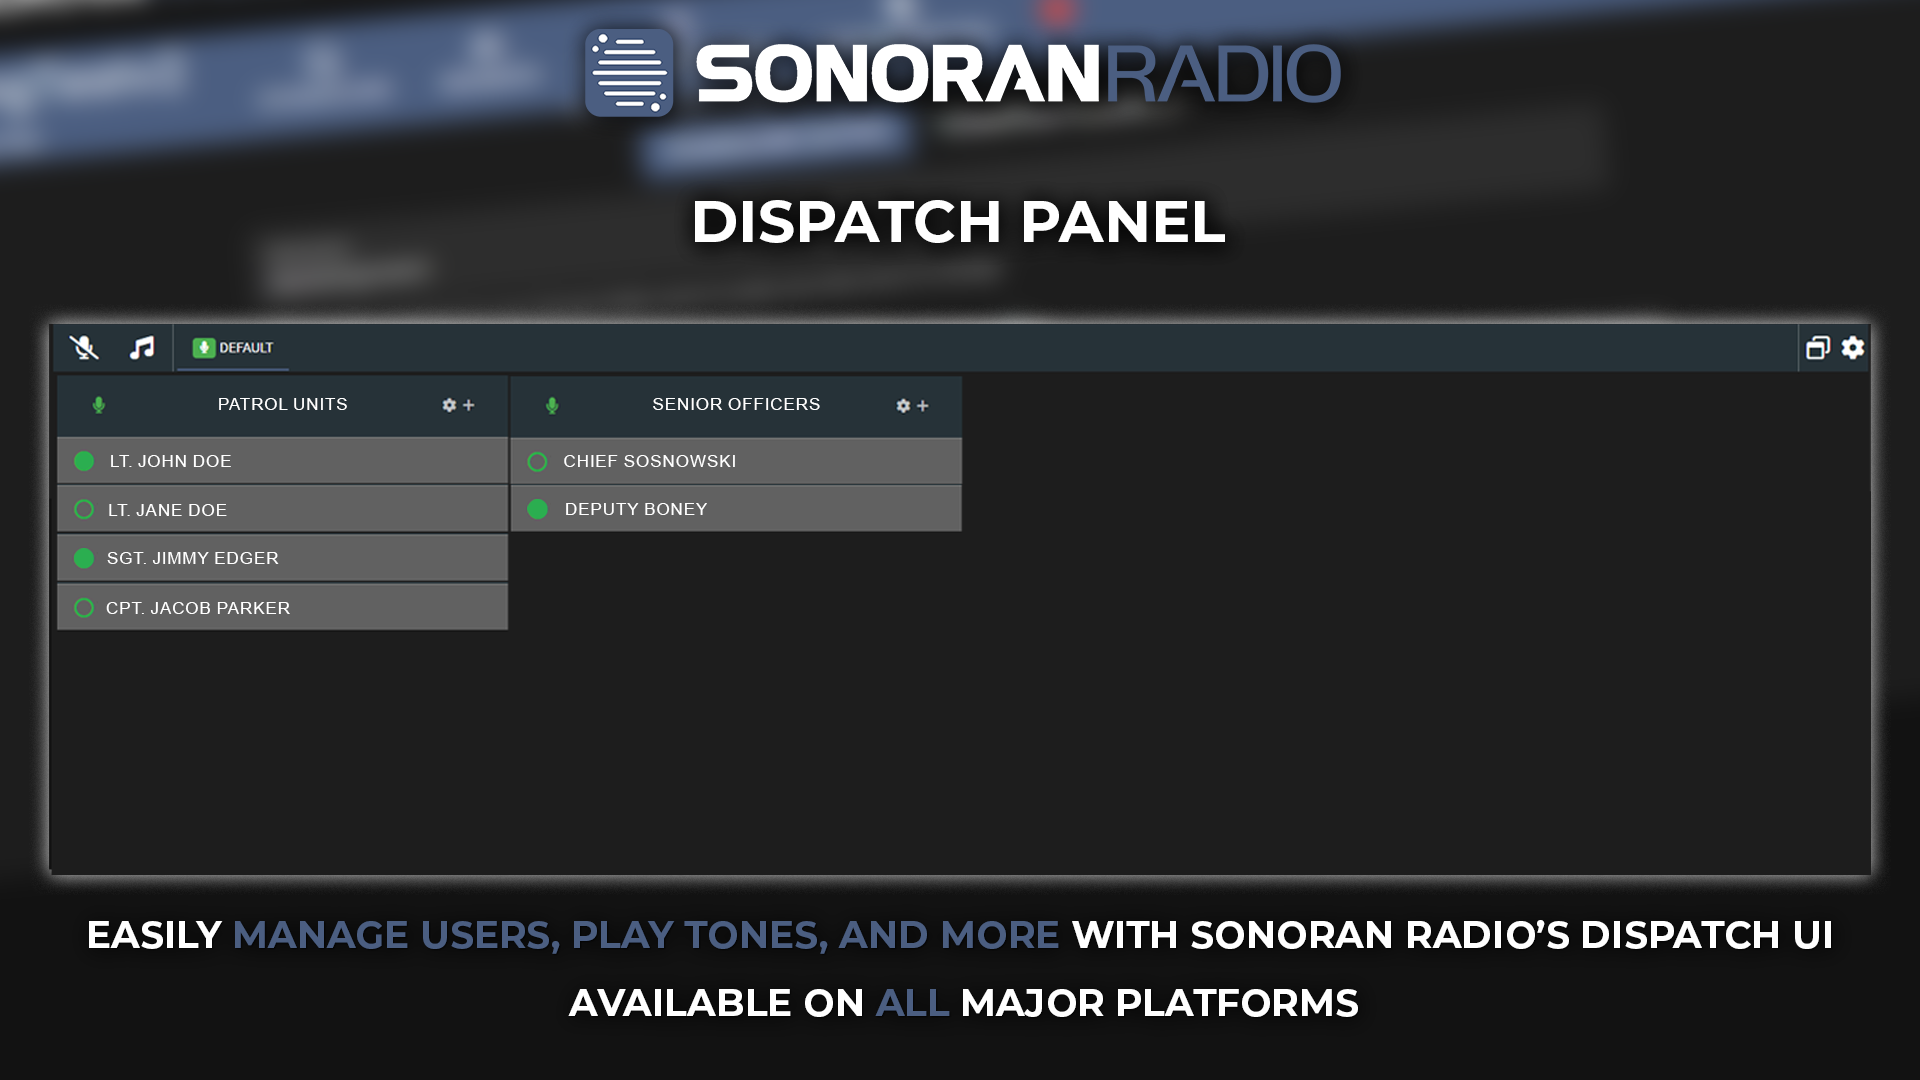 SONORANRADIO
DISPATCH PANEL
DEFAULT
PATROL UNITS
LT. JOHN DOE
LT. JANE DOE
SGT. JIMMY EDGER
CPT. JACOB PARKER
SENIOR OFFICERS
CHIEF SOSNOWSKI
DEPUTY BONEY
EASILY MANAGE USERS, PLAY TONES, AND MORE WITH SONORAN RADIO’S DISPATCH UI
AVAILABLE ON ALL MAJOR PLATFORMS